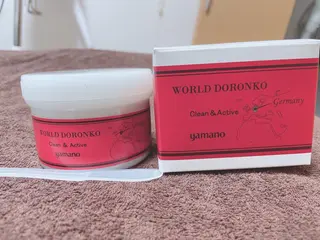 WORLD DORONKO
Clean & Active
yamano
WORLD DORONKO
Germany
Clean & Active
yamano